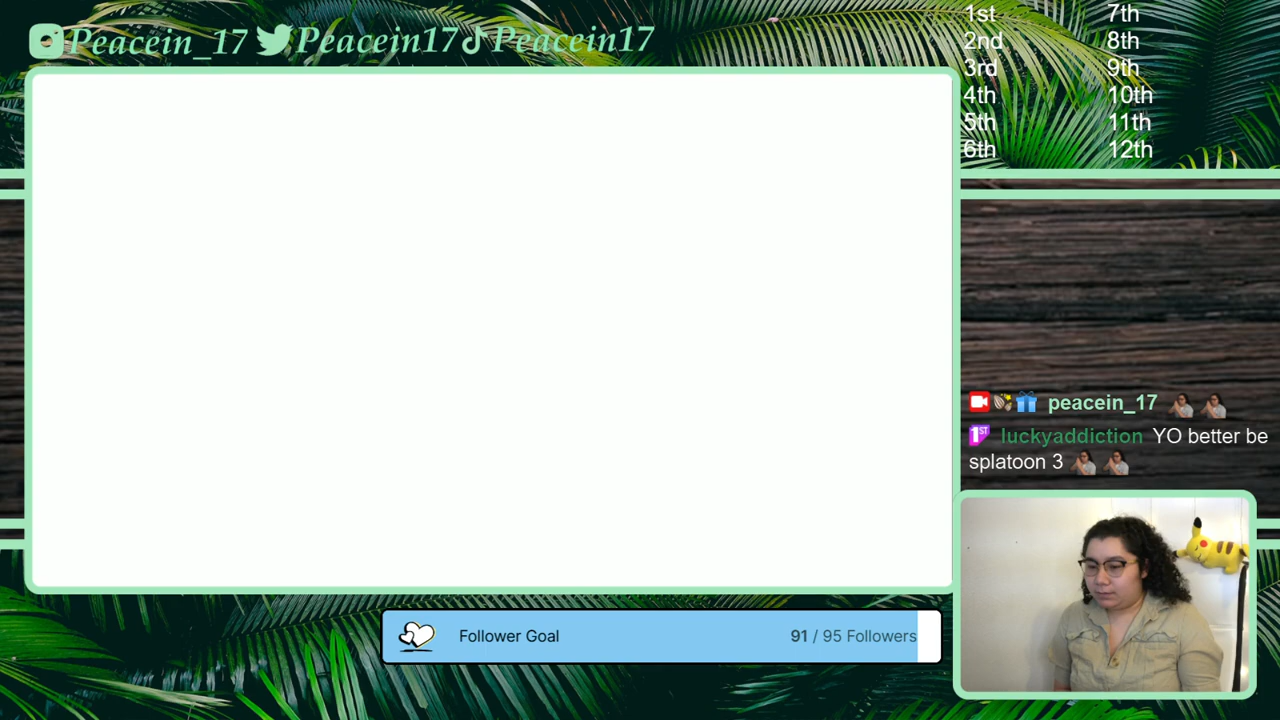 Peacein_17 Peacein17 Peacein17
1st 7th
2nd 8th
3rd 9th
4th 10th
5th 11th
6th 12th
peacein_17
1ST luckyaddiction YO better be
splatoon 3
Follower Goal 91 / 95 Followers